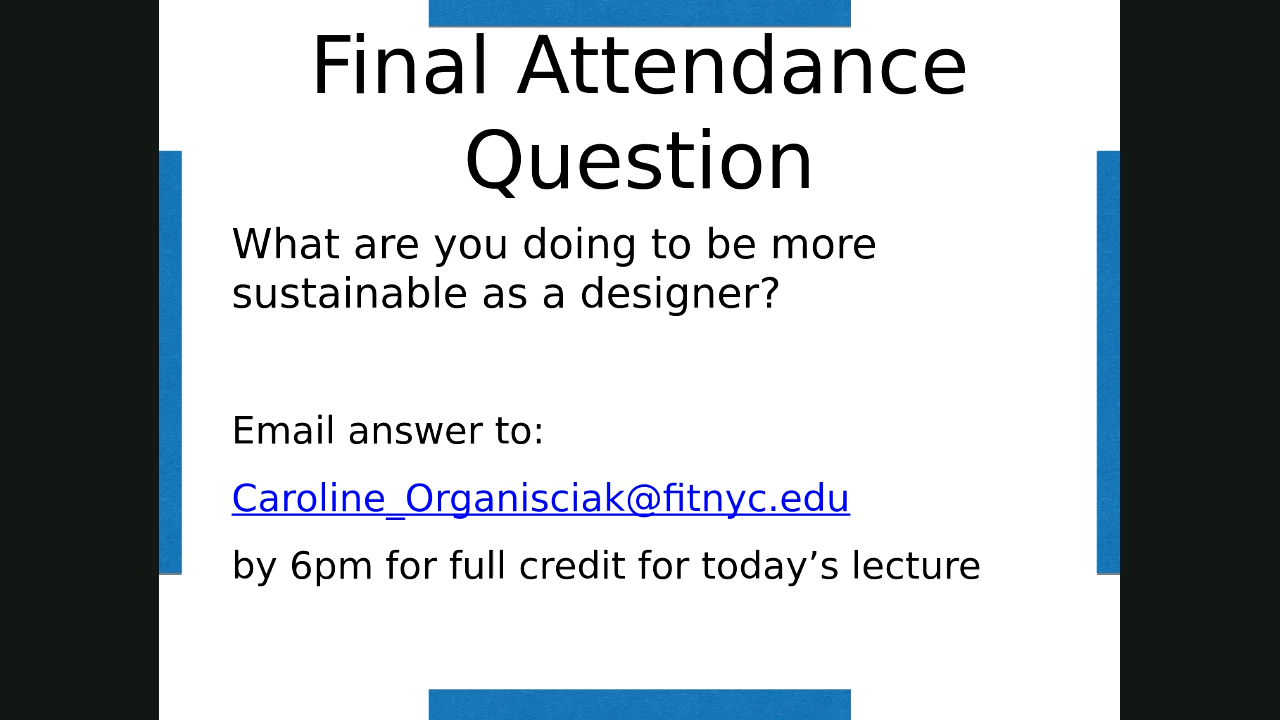 Final Attendance
Question
What are you doing to be more
sustainable as a designer?
Email answer to:
Caroline_Organisciak@fitnyc.edu
by 6pm for full credit for today’s lecture